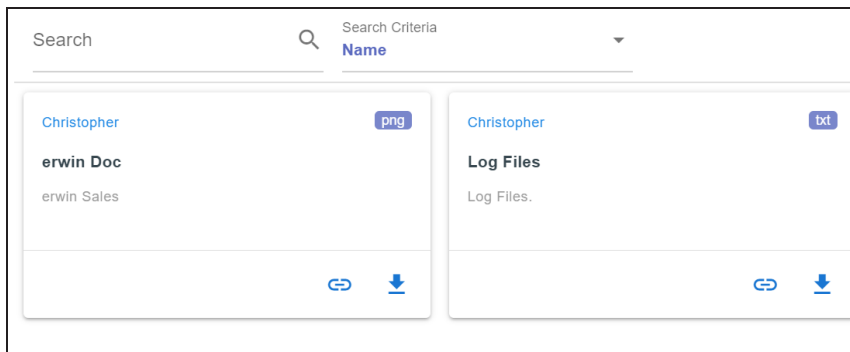 Search
Search Criteria
Name
Christopher
png
erwin Doc
erwin Sales
Christopher
txt
Log Files
Log Files.